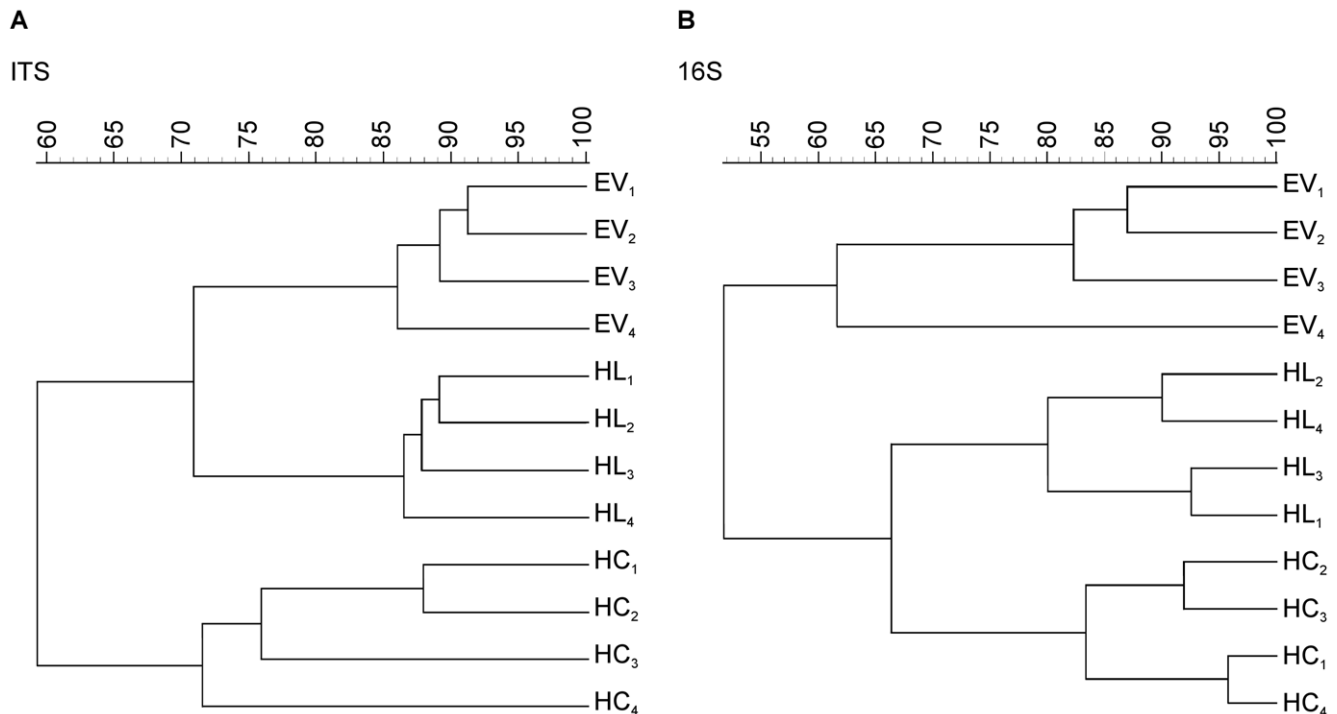 A
ITS
60 65 70 75 80 85 90 95 100
EV1
EV2
EV3
EV4
HL1
HL2
HL3
HL4
HC1
HC2
HC3
HC4
B
16S
55 60 65 70 75 80 85 90 95 100
EV1
EV2
EV3
EV4
HL2
HL4
HL3
HL1
HC2
HC3
HC1
HC4